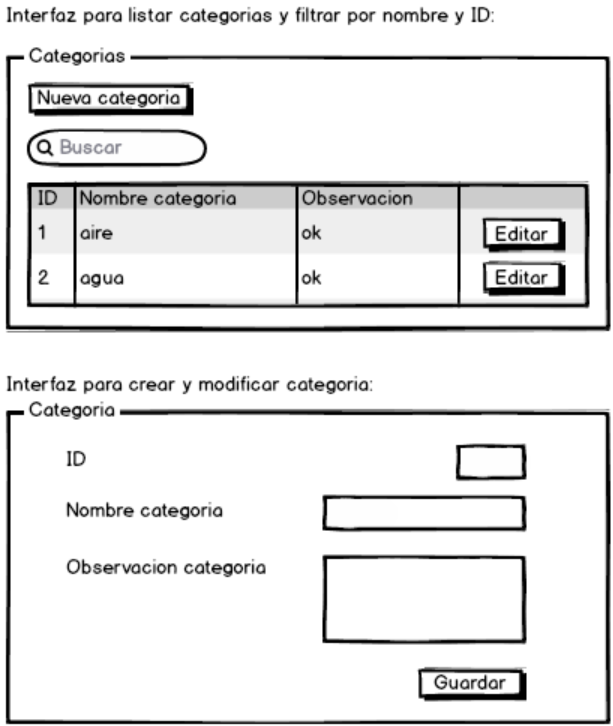 Interfaz para listar categorias y filtrar por nombre y ID:
Categorias
Nueva categoria
Buscar
ID Nombre categoria Observacion
1 aire ok Editar
2 agua ok Editar
Interfaz para crear y modificar categoria:
Categoria
ID
Nombre categoria
Observacion categoria
Guardar